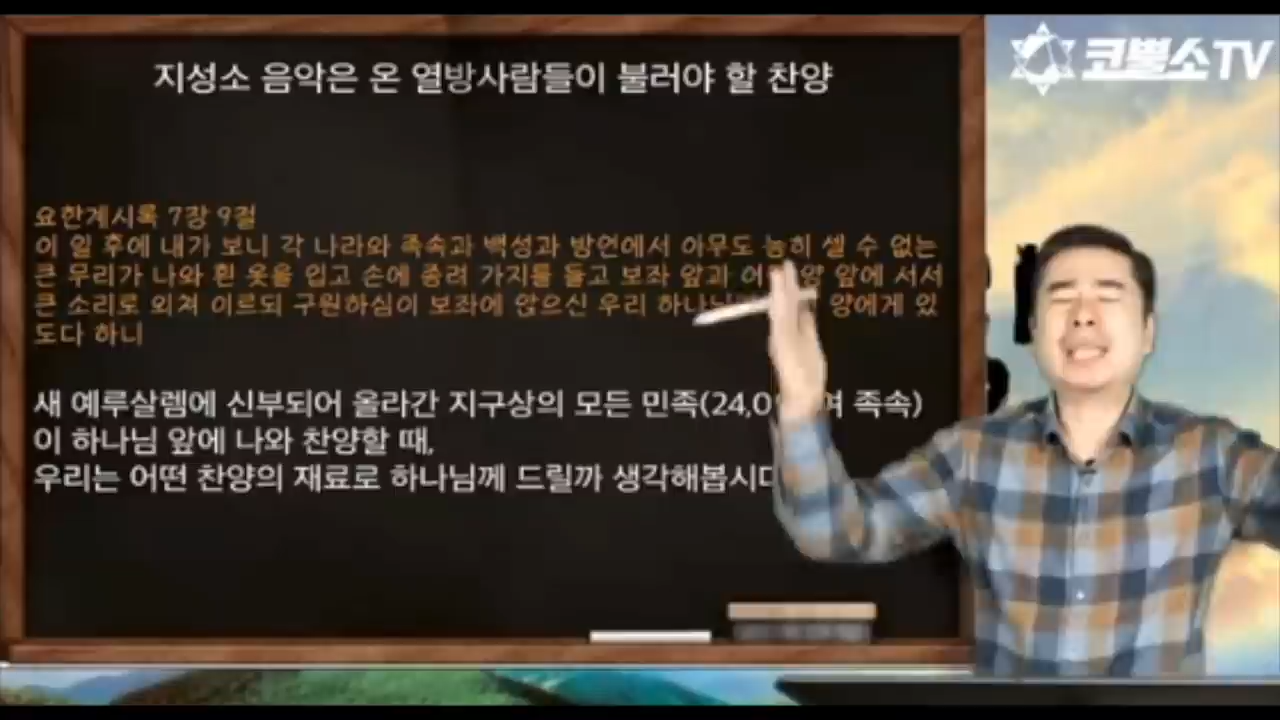 지성소 음악은 온 열방사람들이 불러야 할 찬양
코뿔소TV
요한계시록 7장 9절
이 일 후에 내가 보니 각 나라와 족속과 백성과 방언에서 아무도 능히 셀 수 없는
큰 무리가 나와 흰 옷을 입고 손에 종려 가지를 들고 보좌 앞과 앞에 서서
큰 소리로 외쳐 이르되 구원하심이 보좌에 앉으신 우리 양에게 있
도다 하니
새 예루살렘에 신부되어 올라간 지구상의 모든 민족(24,0 여 족속)
이 하나님 앞에 나와 찬양할 때,
우리는 어떤 찬양의 재료로 하나님께 드릴까 생각해봅시다